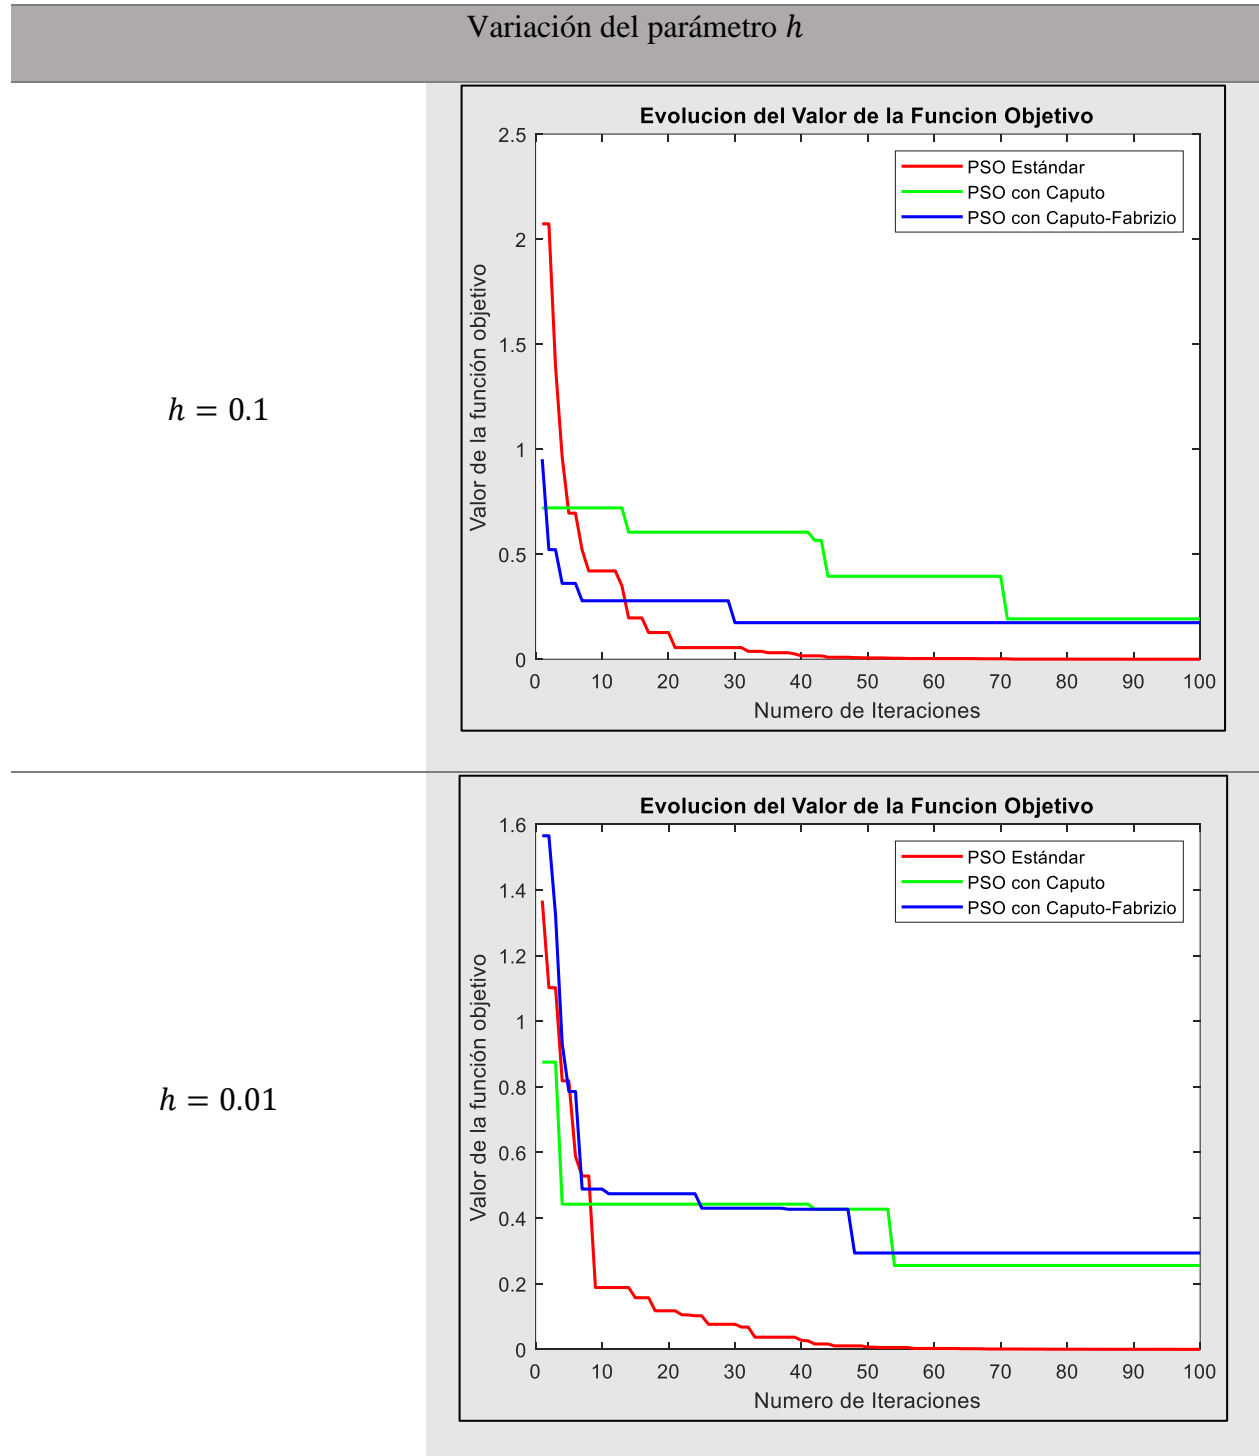 Variación del parámetro ℎ
ℎ = 0.1
Evolucion del Valor de la Funcion Objetivo
PSO Estándar
PSO con Caputo
PSO con Caputo-Fabrizio
Valor de la función objetivo
2.5
2
1.5
1
0.5
0
0 10 20 30 40 50 60 70 80 90 100
Numero de Iteraciones
ℎ = 0.01
Evolucion del Valor de la Funcion Objetivo
PSO Estándar
PSO con Caputo
PSO con Caputo-Fabrizio
Valor de la función objetivo
1.6
1.4
1.2
1
0.8
0.6
0.4
0.2
0
0 10 20 30 40 50 60 70 80 90 100
Numero de Iteraciones